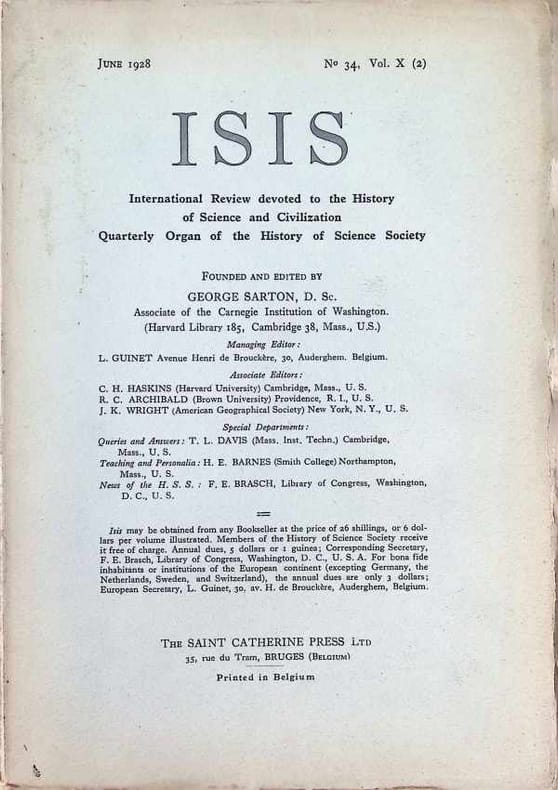 JUNE 1928 No 34, Vol. X (2)
ISIS
International Review devoted to the History
of Science and Civilization
Quarterly Organ of the History of Science Society
FOUNDED AND EDITED BY
GEORGE SARTON, D. Sc.
Associate of the Carnegie Institution of Washington.
(Harvard Library 185, Cambridge 38, Mass., U.S.)
Managing Editor:
L. GUINET Avenue Henri de Brouckère, 30, Auderghem. Belgium.
Associate Editors:
C. H. HASKINS (Harvard University) Cambridge, Mass., U. S.
R. C. ARCHIBALD (Brown University) Providence, R. I., U. S.
J. K. WRIGHT (American Geographical Society) New York, N. Y., U. S.
Special Departments:
Queries and Answers: T. L. DAVIS (Mass. Inst. Techn.) Cambridge,
Mass., U. S.
Teaching and Personalia: H. E. BARNES (Smith College) Northampton,
Mass., U. S.
News of the H. S. S. : F. E. BRASCH, Library of Congress, Washington,
D. C., U. S.
Isis may be obtained from any Bookseller at the price of 26 shillings, or 6 dol-
lars per volume illustrated. Members of the History of Science Society receive
it free of charge. Annual dues, 5 dollars or 1 guinea; Corresponding Secretary,
F. E. Brasch, Library of Congress, Washington, D. C., U. S. A. For bona fide
inhabitants or institutions of the European continent (excepting Germany, the
Netherlands, Sweden, and Switzerland), the annual dues are only 3 dollars;
European Secretary, L. Guinet, 30, av. H. de Brouckère, Auderghem, Belgium.
THE SAINT CATHERINE PRESS LTD
35, rue du Tram, BRUGES (BELGIUM)
Printed in Belgium